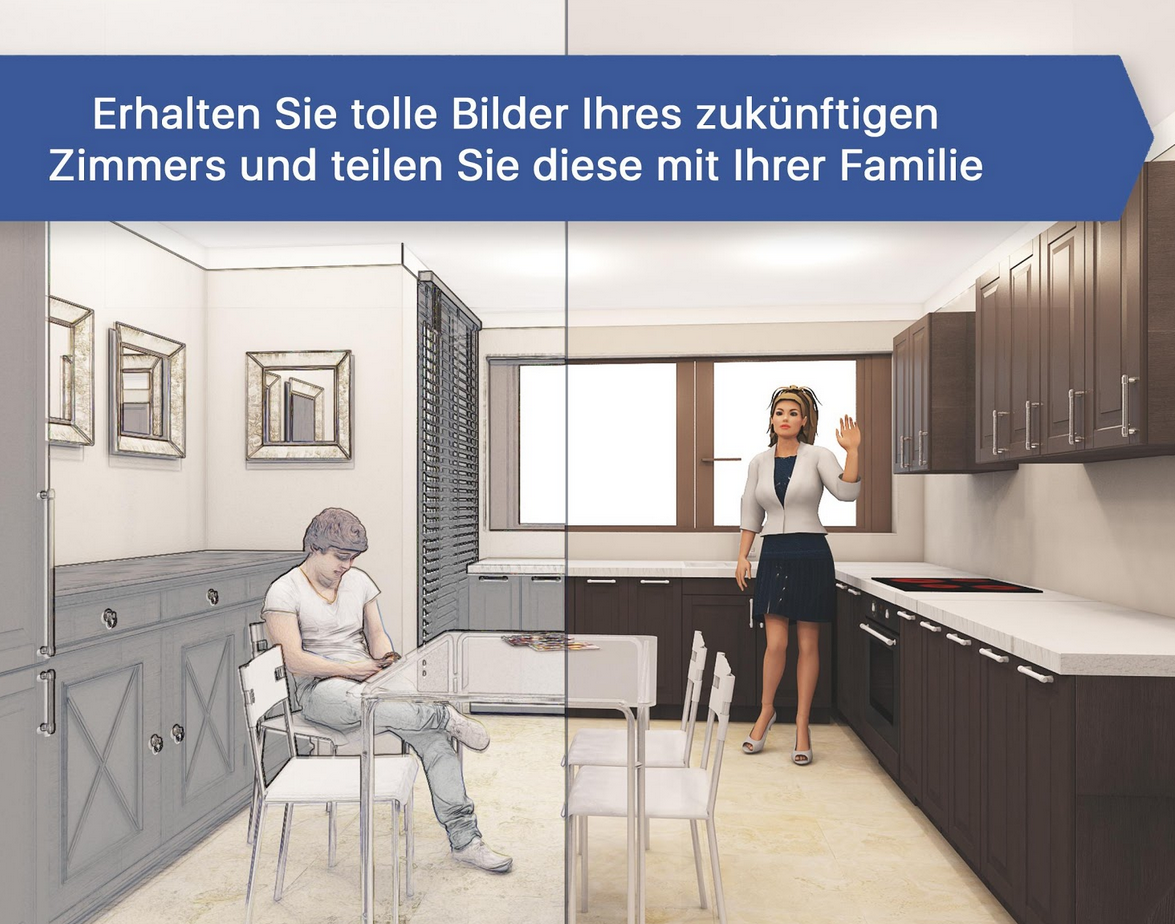 Erhalten Sie tolle Bilder Ihres zukünftigen
Zimmers und teilen Sie diese mit Ihrer Familie